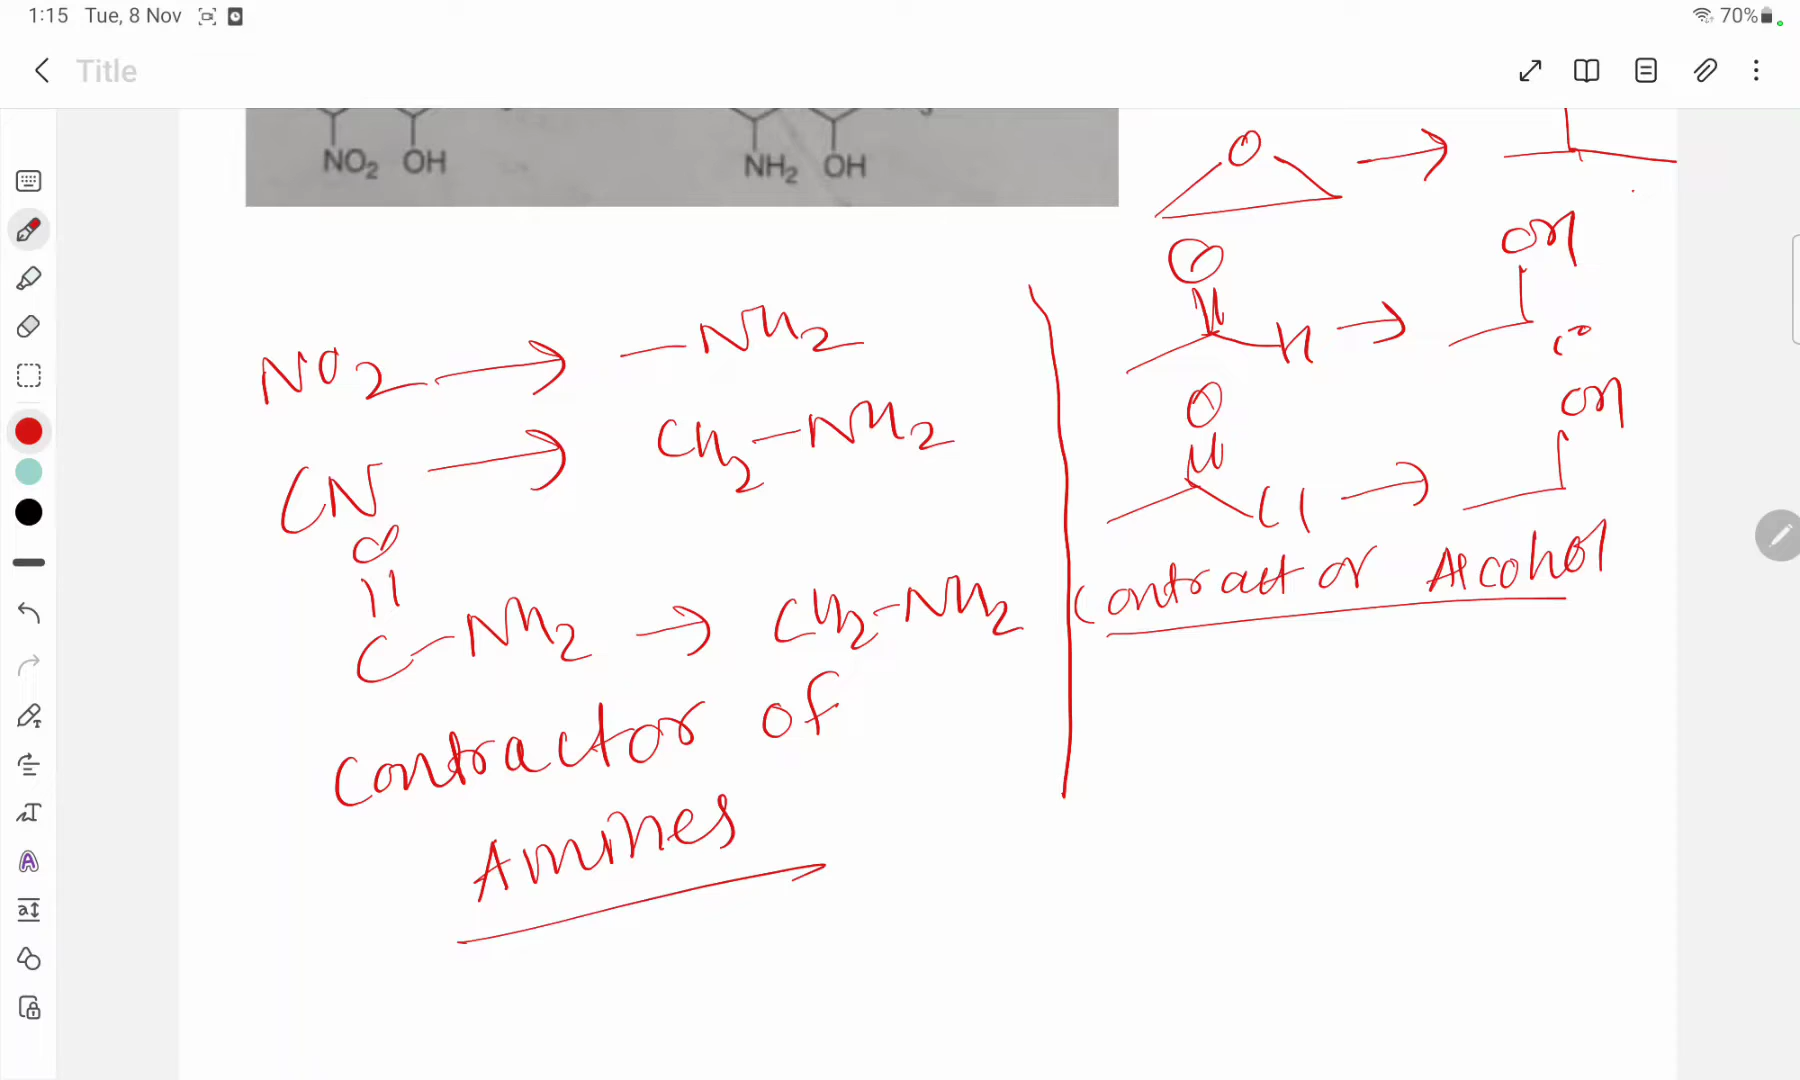 1:15 Tue, 8 Nov
70%
Title
NO2 OH
NH2 OH
O
O
OH
H
NO2 → –NH2
CN → CH2–NH2
O
OH
Cl
O
C–NH2 → CH2–NH2
Contractor of
Amines
Contractor Alcohol